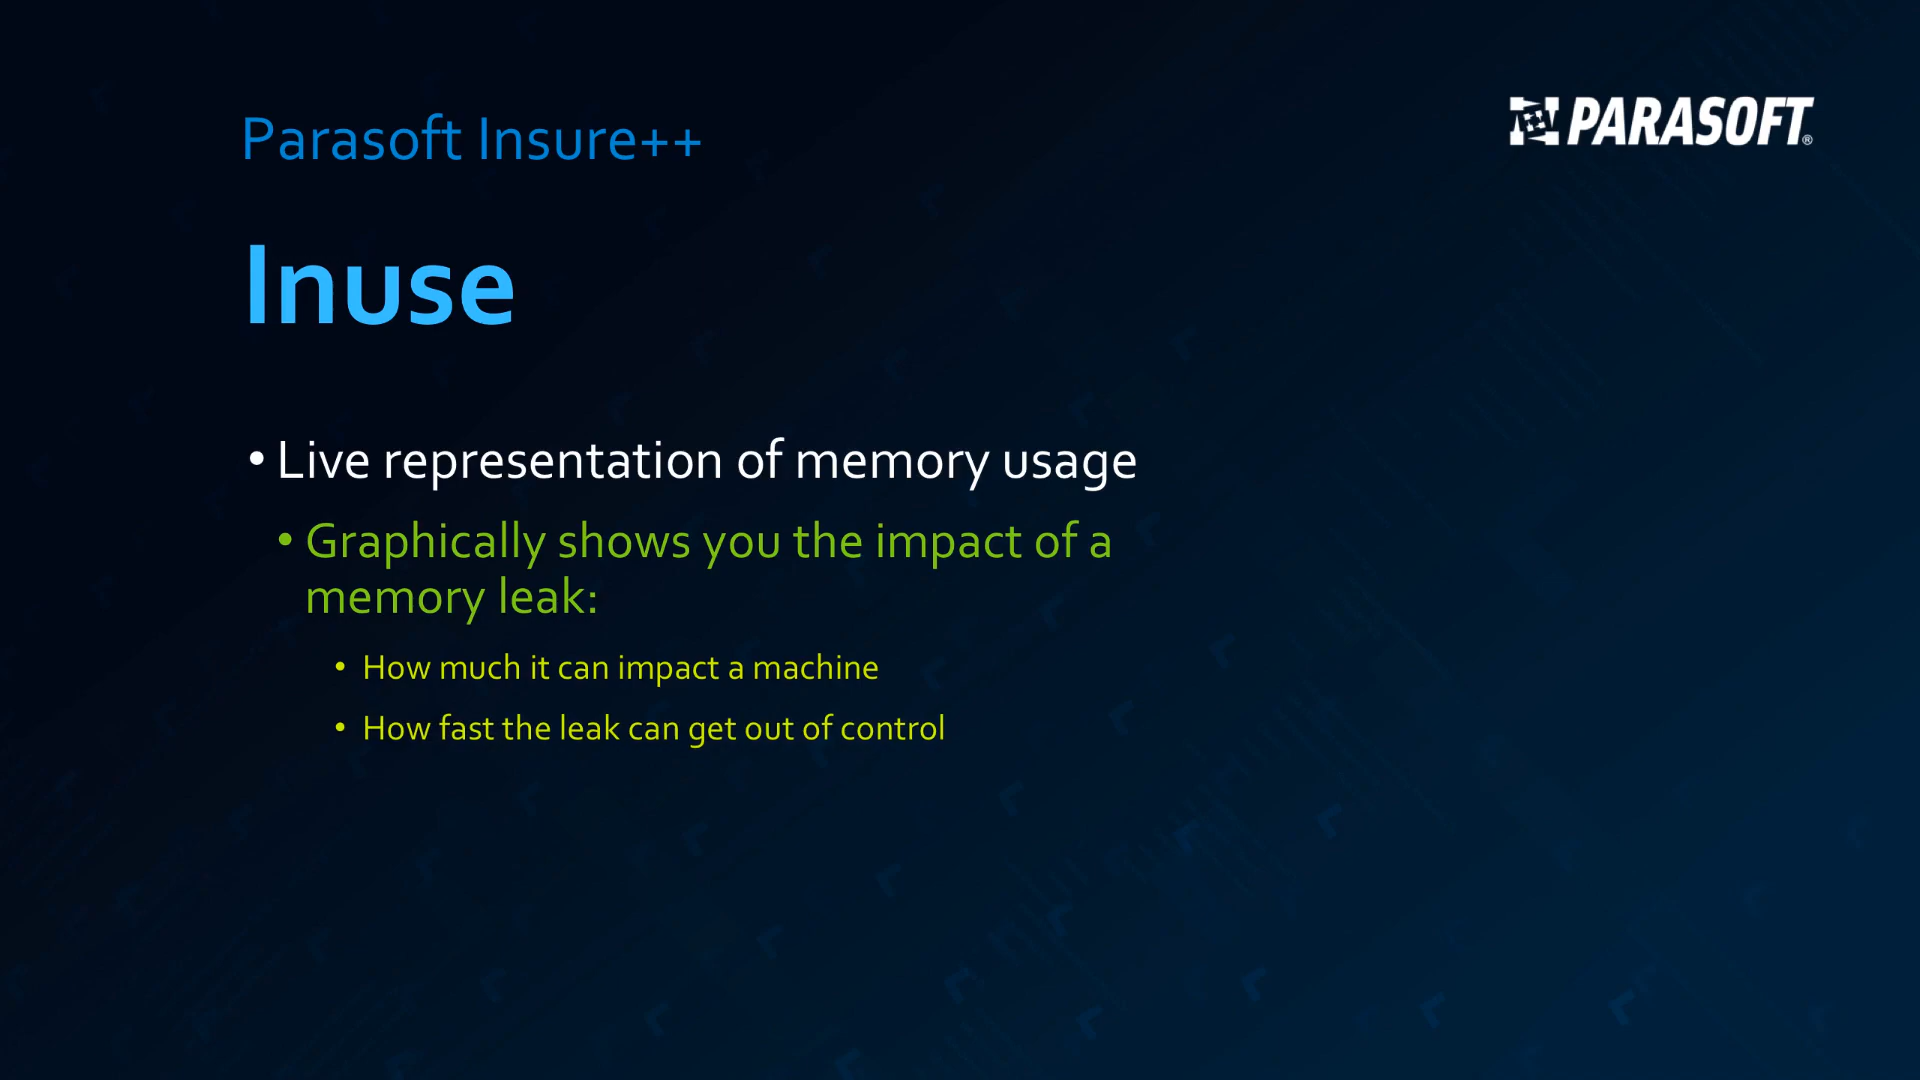 Parasoft Insure++
PARASOFT®
Inuse
• Live representation of memory usage
• Graphically shows you the impact of a
memory leak:
• How much it can impact a machine
• How fast the leak can get out of control